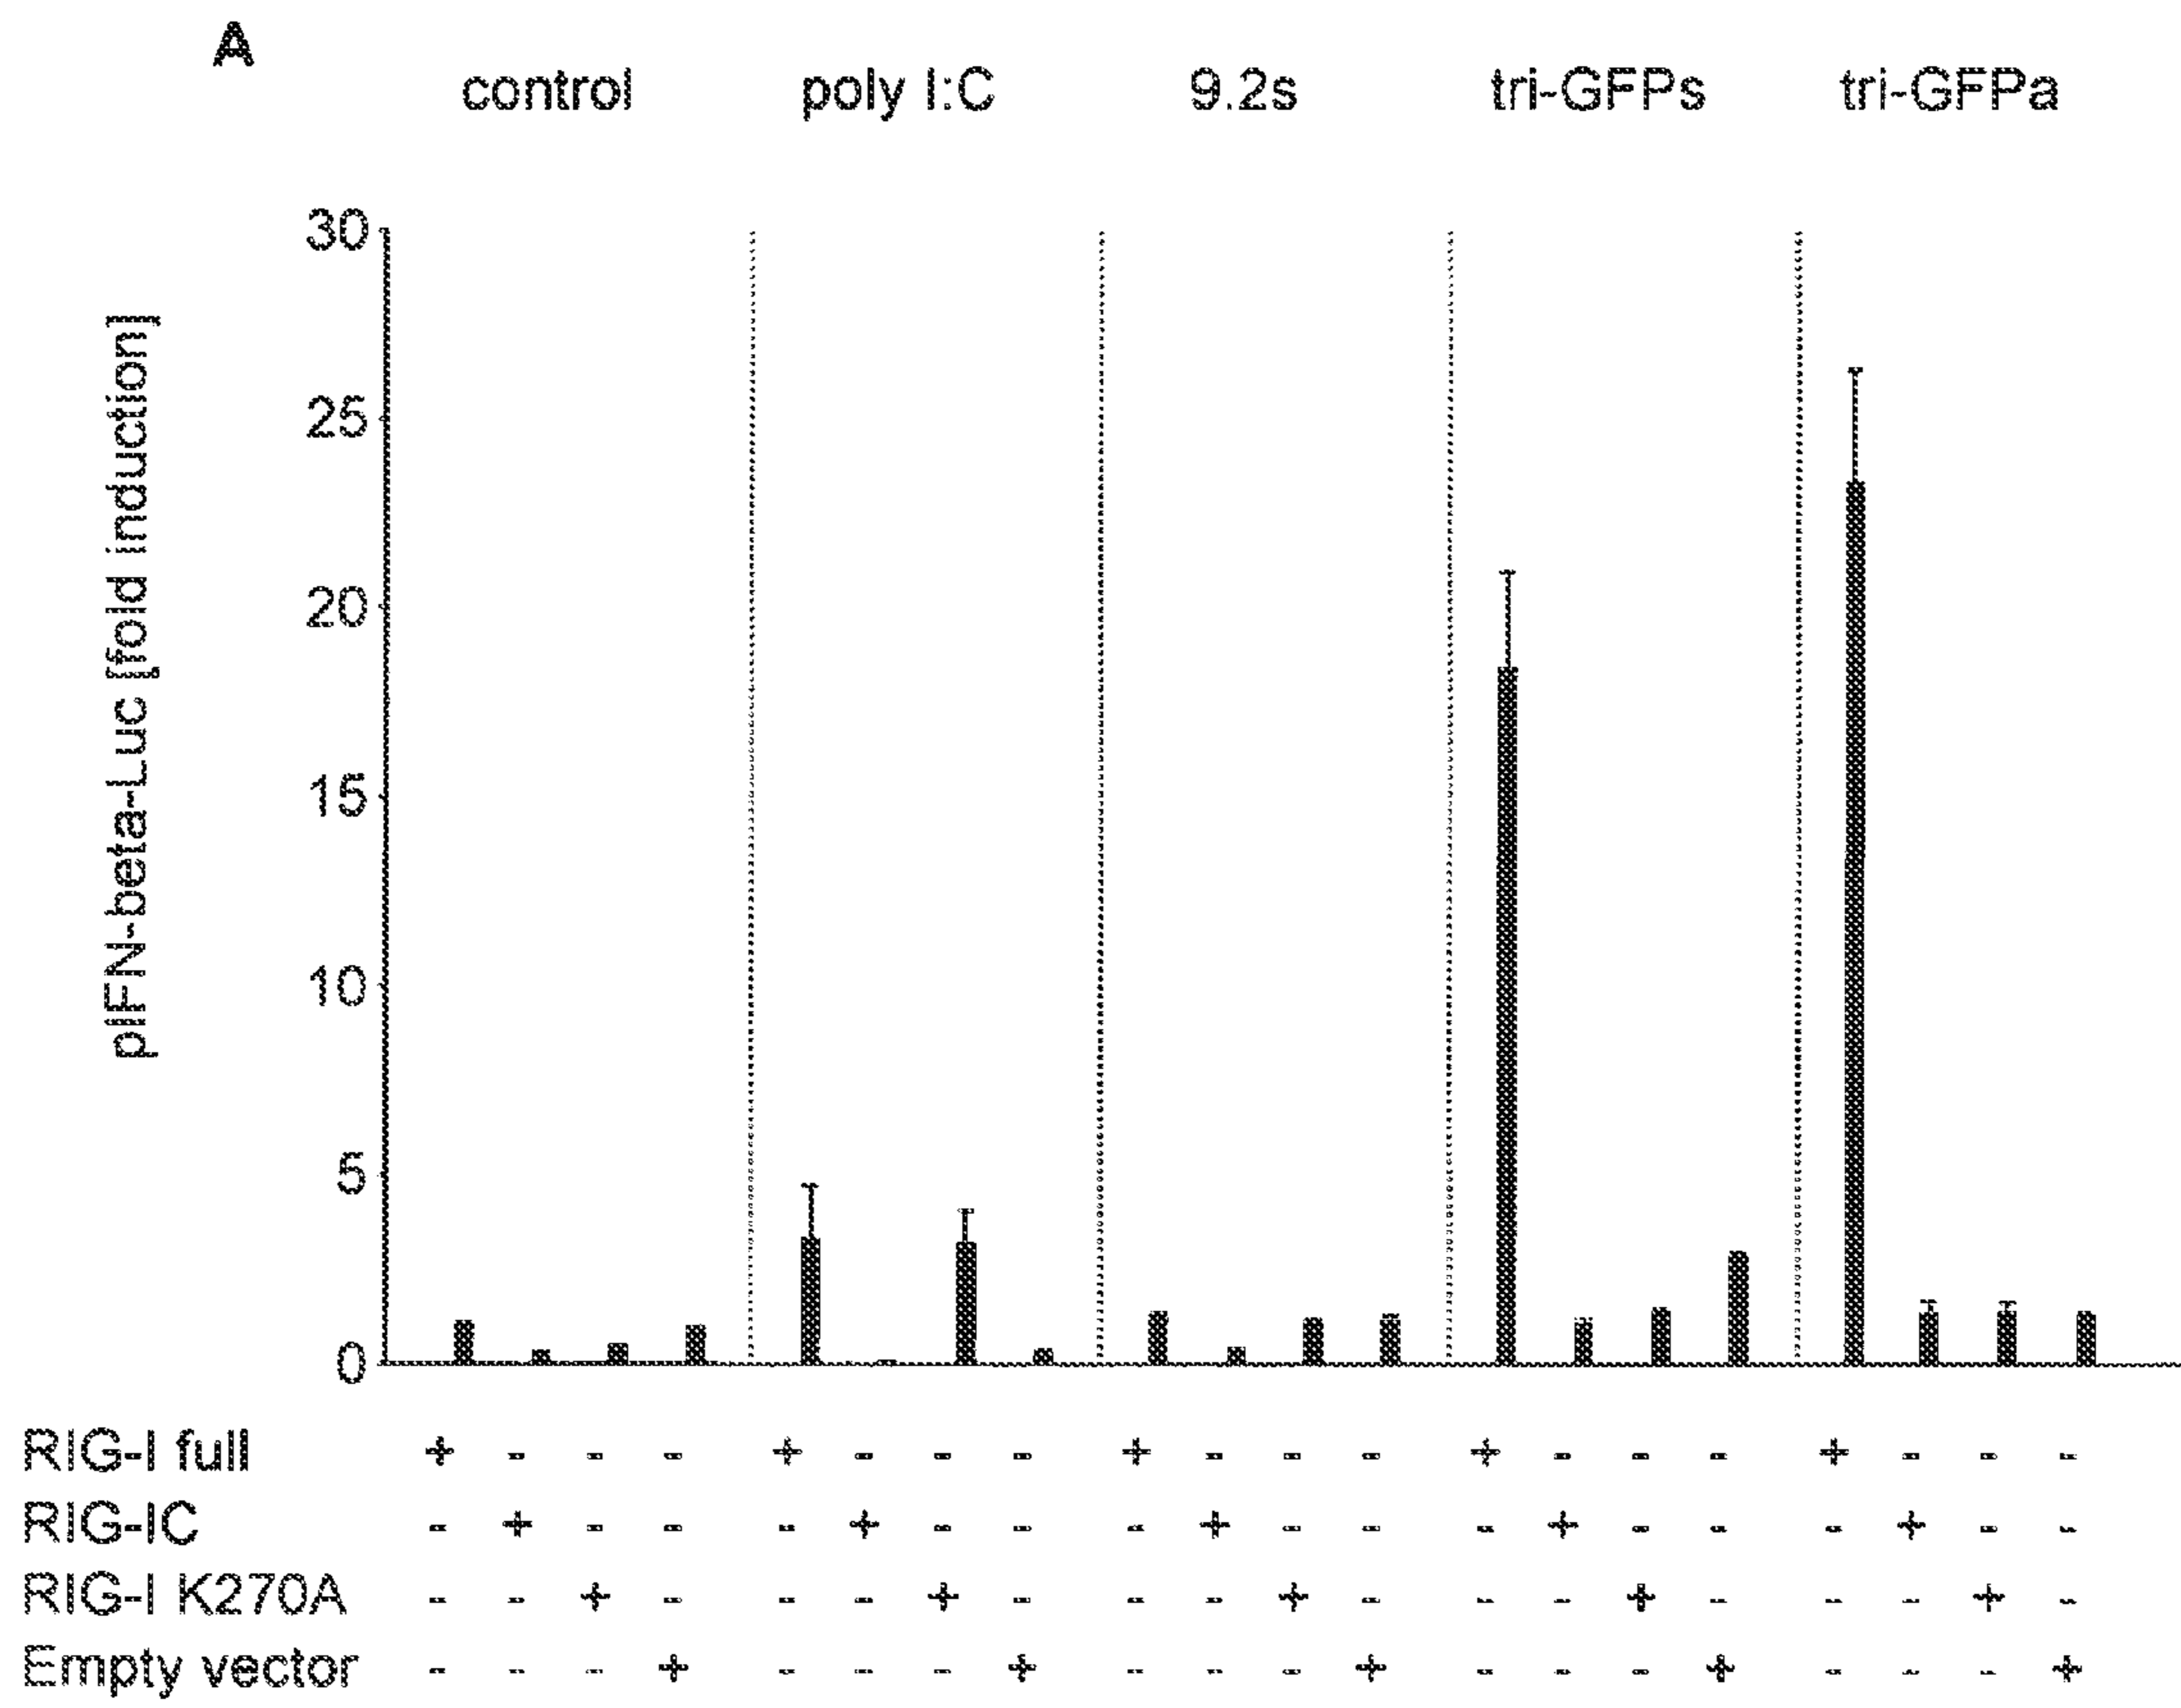 A
control poly I:C 9.2s tri-GFPs tri-GFPa
pIFN-beta-Luc [fold induction]
30
25
20
15
10
5
0
RIG-I full + - - - + - - - + - - - + - - - + - - -
RIG-IC - + - - - + - - - + - - - + - - - + - -
RIG-I K270A - - + - - - + - - - + - - - + - - - + -
Empty vector - - - + - - - + - - - + - - - + - - - +